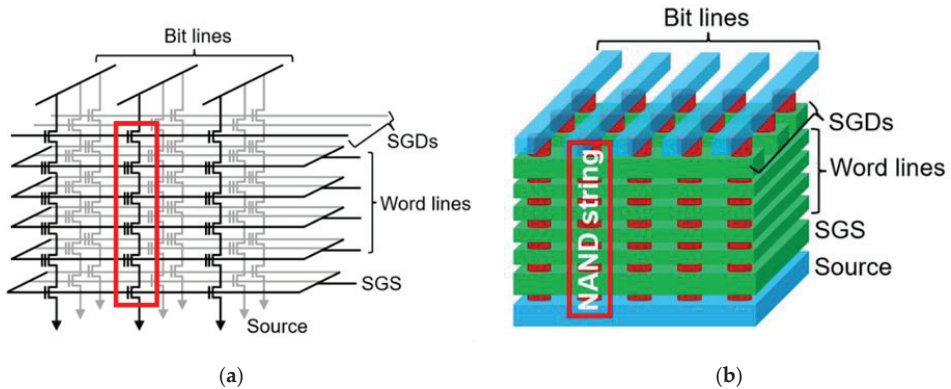 Bit lines
SGDs
Word lines
SGS
Source
(a)
Bit lines
SGDs
Word lines
SGS
Source
NAND string
(b)